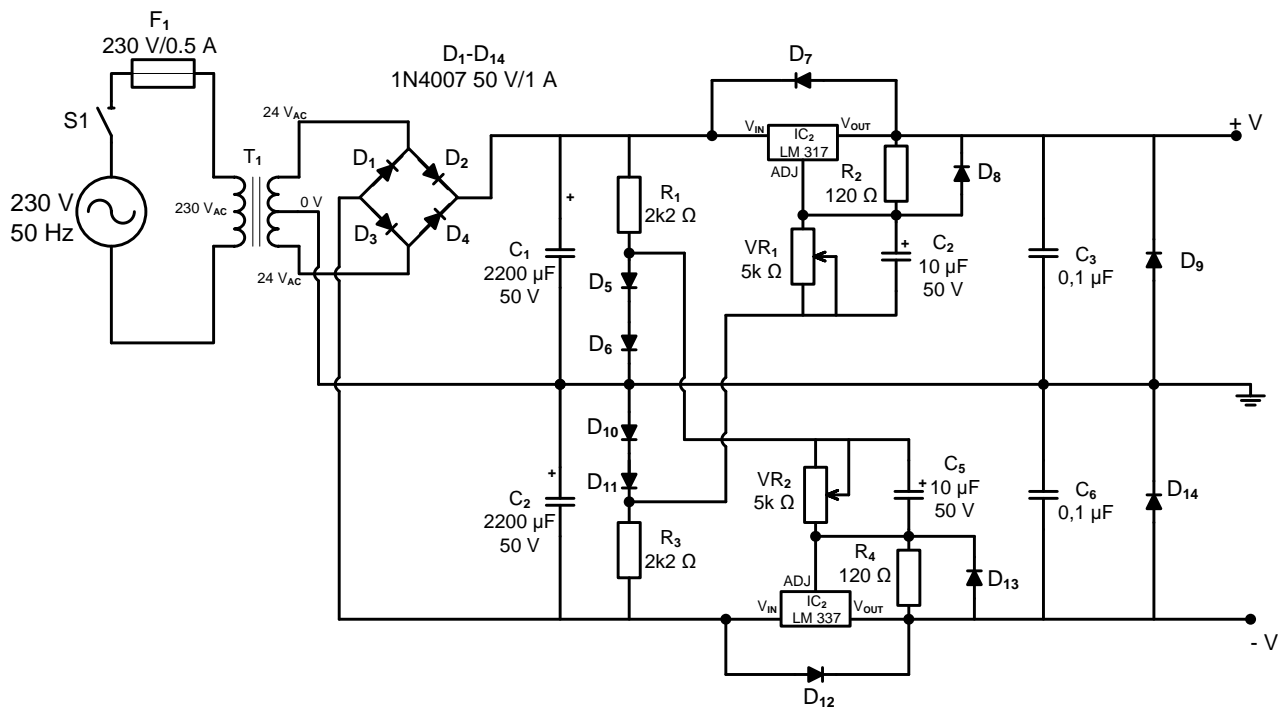 F1
230 V/0.5 A
S1
230 V
50 Hz
T1
230 VAC
24 VAC
0 V
24 VAC
D1-D14
1N4007 50 V/1 A
D1
D2
D3
D4
C1
2200 µF
50 V
+
R1
2k2 Ω
D5
D6
D7
VIN
IC2
LM 317
VOUT
ADJ
R2
120 Ω
D8
VR1
5k Ω
+
C2
10 µF
50 V
C3
0,1 µF
D9
+ V
D10
D11
+
C2
2200 µF
50 V
R3
2k2 Ω
VR2
5k Ω
+
C5
10 µF
50 V
C6
0,1 µF
D14
R4
120 Ω
D13
ADJ
VIN
IC2
LM 337
VOUT
D12
- V